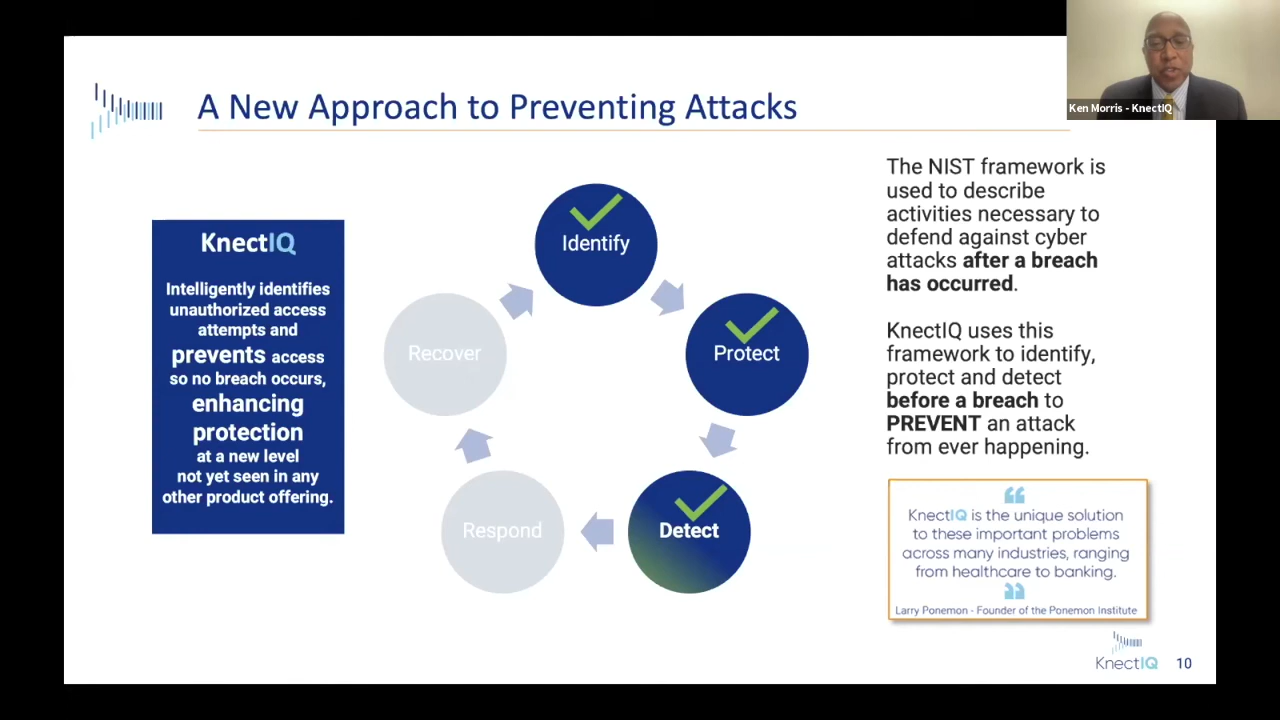 A New Approach to Preventing Attacks
Ken Morris - KnectIQ
KnectIQ
Intelligently identifies
unauthorized access
attempts and
prevents access
so no breach occurs,
enhancing
protection
at a new level
not yet seen in any
other product offering.
Identify
Protect
Detect
Respond
Recover
The NIST framework is
used to describe
activities necessary to
defend against cyber
attacks after a breach
has occurred.
KnectIQ uses this
framework to identify,
protect and detect
before a breach to
PREVENT an attack
from ever happening.
“
KnectIQ is the unique solution
to these important problems
across many industries, ranging
from healthcare to banking.
”
Larry Ponemon - Founder of the Ponemon Institute
KnectIQ
10